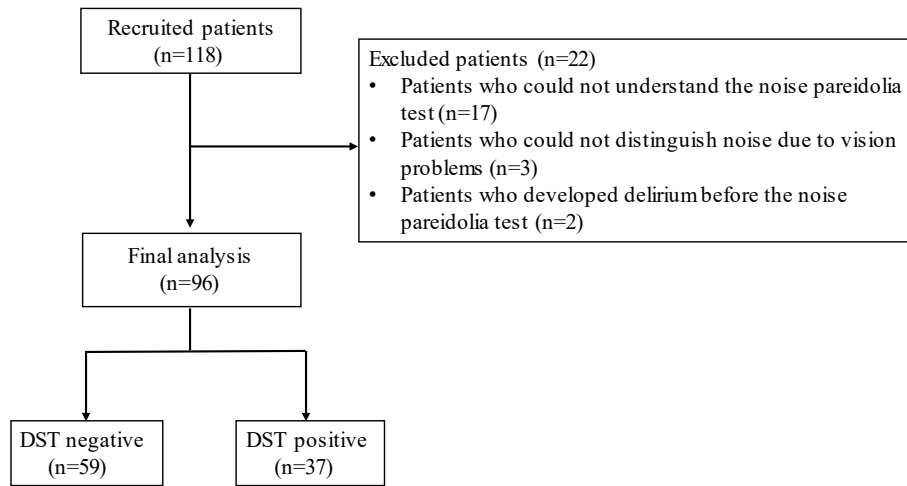 Recruited patients
(n=118)
Excluded patients (n=22)
• Patients who could not understand the noise pareidolia
test (n=17)
• Patients who could not distinguish noise due to vision
problems (n=3)
• Patients who developed delirium before the noise
pareidolia test (n=2)
Final analysis
(n=96)
DST negative
(n=59)
DST positive
(n=37)